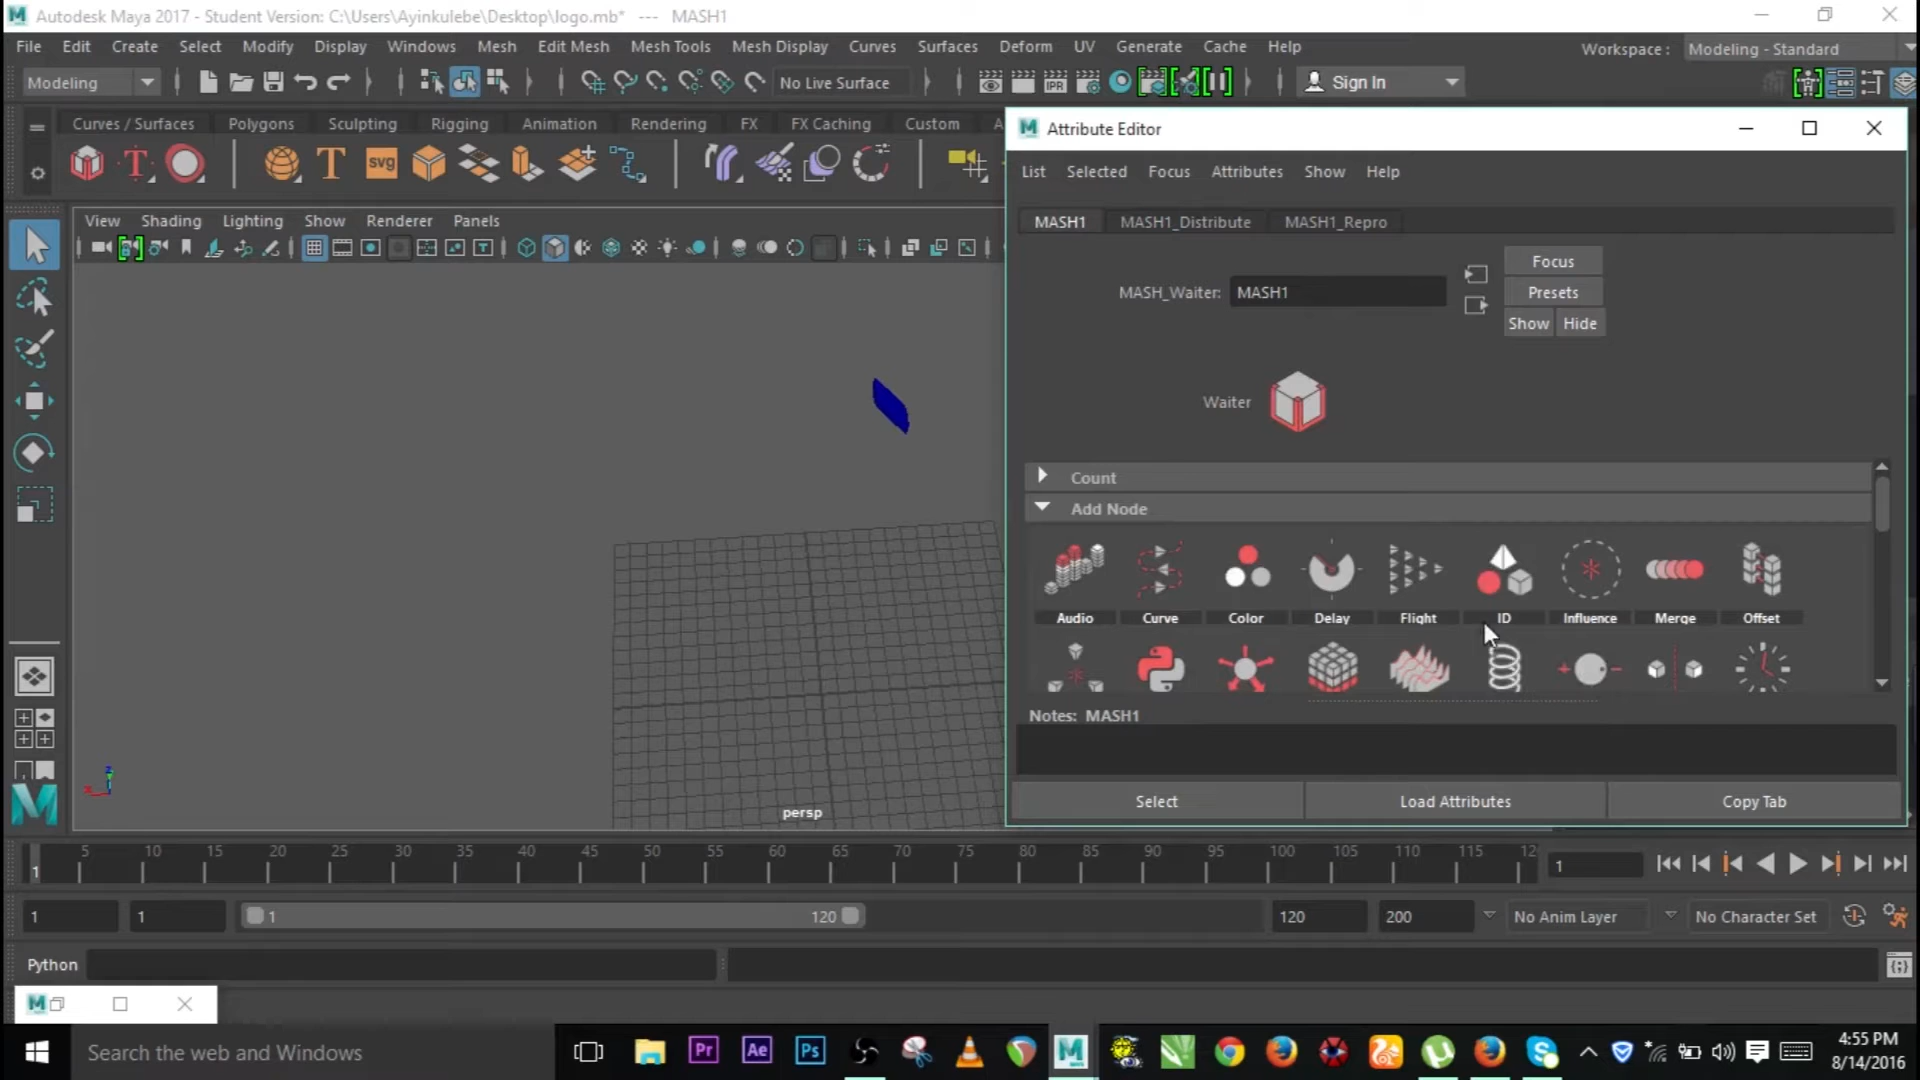 Autodesk Maya 2017 - Student Version: C:\Users\Ayinkulebe\Desktop\logo.mb* --- MASH1
File Edit Create Select Modify Display Windows Mesh Edit Mesh Mesh Tools Mesh Display Curves Surfaces Deform UV Generate Cache Help Workspace : Modeling - Standard
Modeling No Live Surface IPR Sign In
Curves / Surfaces Polygons Sculpting Rigging Animation Rendering FX FX Caching Custom
T T svg
Attribute Editor
List Selected Focus Attributes Show Help
View Shading Lighting Show Renderer Panels
MASH1 MASH1_Distribute MASH1_Repro
MASH_Waiter: MASH1
Focus
Presets
Show Hide
Waiter
Count
Add Node
Audio Curve Color Delay Flight ID Influence Merge Offset
Notes: MASH1
Select Load Attributes Copy Tab
persp
5 10 15 20 25 30 35 40 45 50 55 60 65 70 75 80 85 90 95 100 105 110 115 12
1 1
1 1 1 120 120 200 No Anim Layer No Character Set
Python
Search the web and Windows
Pr Ae Ps
4:55 PM
8/14/2016